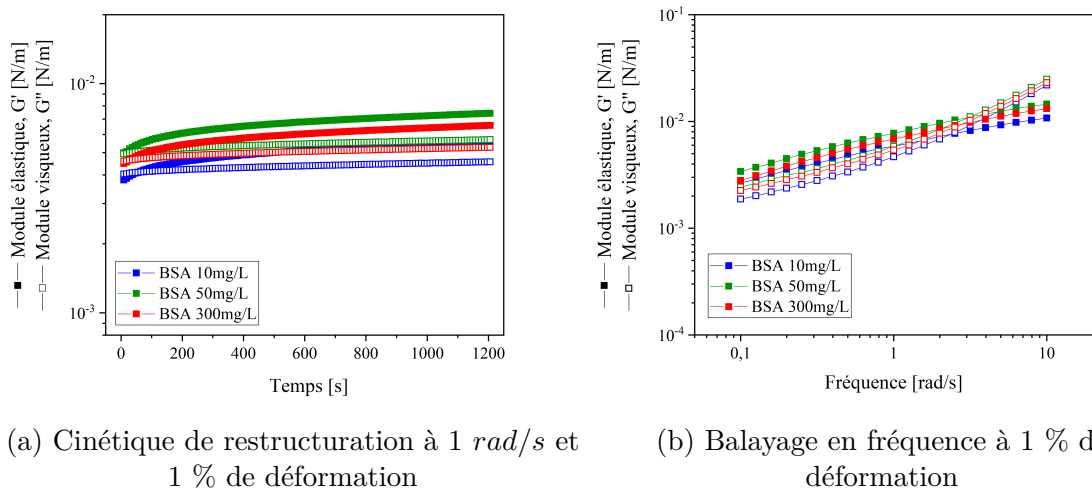 Module élastique, G' [N/m]
Module visqueux, G'' [N/m]
10⁻²
10⁻³
BSA 10mg/L
BSA 50mg/L
BSA 300mg/L
0 200 400 600 800 1000 1200
Temps [s]
(a) Cinétique de restructuration à 1 rad/s et
1 % de déformation
Module élastique, G' [N/m]
Module visqueux, G'' [N/m]
10⁻¹
10⁻²
10⁻³
10⁻⁴
BSA 10mg/L
BSA 50mg/L
BSA 300mg/L
0,1 1 10
Fréquence [rad/s]
(b) Balayage en fréquence à 1 % d
déformation